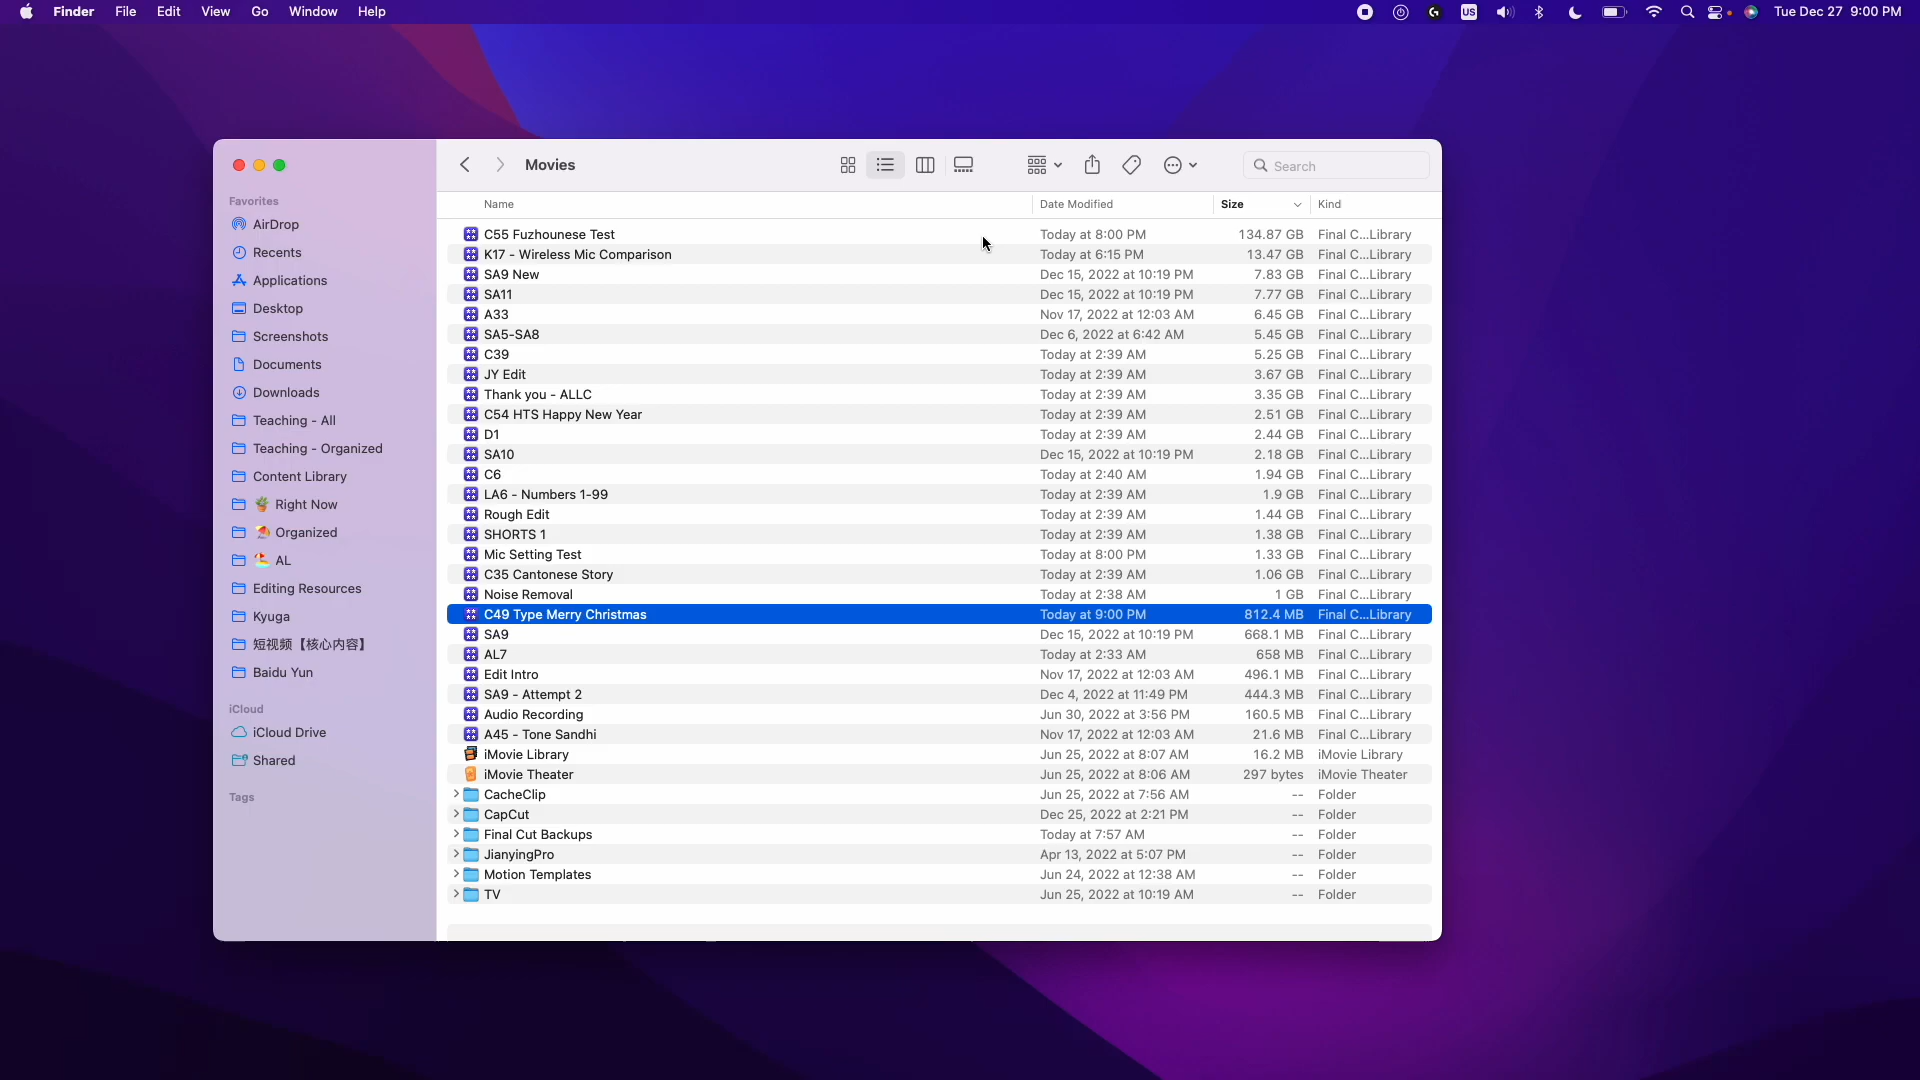 Finder File Edit View Go Window Help US Tue Dec 27 9:00 PM
Movies Search
Favorites
AirDrop
Recents
Applications
Desktop
Screenshots
Documents
Downloads
Teaching - All
Teaching - Organized
Content Library
🪴 Right Now
⛱️ Organized
🏖️ AL
Editing Resources
Kyuga
短视频【核心内容】
Baidu Yun
iCloud
iCloud Drive
Shared
Tags
Name Date Modified Size Kind
C55 Fuzhounese Test Today at 8:00 PM 134.87 GB Final C...Library
K17 - Wireless Mic Comparison Today at 6:15 PM 13.47 GB Final C...Library
SA9 New Dec 15, 2022 at 10:19 PM 7.83 GB Final C...Library
SA11 Dec 15, 2022 at 10:19 PM 7.77 GB Final C...Library
A33 Nov 17, 2022 at 12:03 AM 6.45 GB Final C...Library
SA5-SA8 Dec 6, 2022 at 6:42 AM 5.45 GB Final C...Library
C39 Today at 2:39 AM 5.25 GB Final C...Library
JY Edit Today at 2:39 AM 3.67 GB Final C...Library
Thank you - ALLC Today at 2:39 AM 3.35 GB Final C...Library
C54 HTS Happy New Year Today at 2:39 AM 2.51 GB Final C...Library
D1 Today at 2:39 AM 2.44 GB Final C...Library
SA10 Dec 15, 2022 at 10:19 PM 2.18 GB Final C...Library
C6 Today at 2:40 AM 1.94 GB Final C...Library
LA6 - Numbers 1-99 Today at 2:39 AM 1.9 GB Final C...Library
Rough Edit Today at 2:39 AM 1.44 GB Final C...Library
SHORTS 1 Today at 2:39 AM 1.38 GB Final C...Library
Mic Setting Test Today at 8:00 PM 1.33 GB Final C...Library
C35 Cantonese Story Today at 2:39 AM 1.06 GB Final C...Library
Noise Removal Today at 2:38 AM 1 GB Final C...Library
C49 Type Merry Christmas Today at 9:00 PM 812.4 MB Final C...Library
SA9 Dec 15, 2022 at 10:19 PM 668.1 MB Final C...Library
AL7 Today at 2:33 AM 658 MB Final C...Library
Edit Intro Nov 17, 2022 at 12:03 AM 496.1 MB Final C...Library
SA9 - Attempt 2 Dec 4, 2022 at 11:49 PM 444.3 MB Final C...Library
Audio Recording Jun 30, 2022 at 3:56 PM 160.5 MB Final C...Library
A45 - Tone Sandhi Nov 17, 2022 at 12:03 AM 21.6 MB Final C...Library
iMovie Library Jun 25, 2022 at 8:07 AM 16.2 MB iMovie Library
iMovie Theater Jun 25, 2022 at 8:06 AM 297 bytes iMovie Theater
CacheClip Jun 25, 2022 at 7:56 AM -- Folder
CapCut Dec 25, 2022 at 2:21 PM -- Folder
Final Cut Backups Today at 7:57 AM -- Folder
JianyingPro Apr 13, 2022 at 5:07 PM -- Folder
Motion Templates Jun 24, 2022 at 12:38 AM -- Folder
TV Jun 25, 2022 at 10:19 AM -- Folder